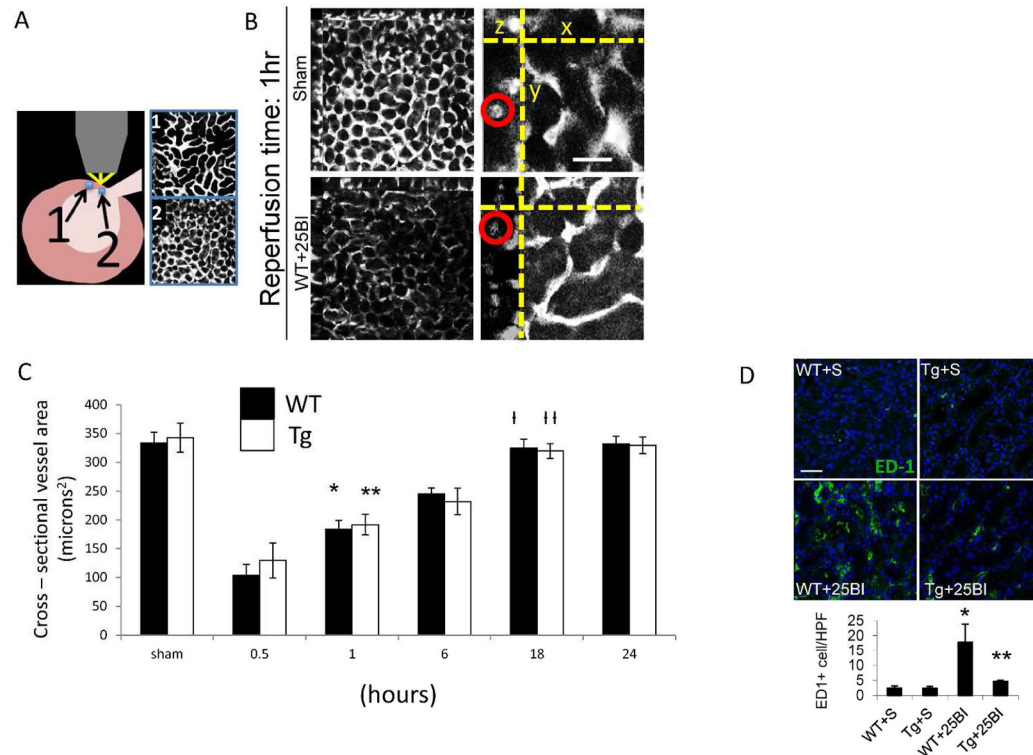 A
1
2
1
2
B
Reperfusion time: 1hr
Sham
WT+25BI
z
x
y
C
Cross – sectional vessel area
(microns²)
400
350
300
250
200
150
100
50
0
WT
Tg
*
**
ƚ
ƚƚ
sham
0.5
1
6
18
24
(hours)
D
WT+S
Tg+S
ED-1
WT+25BI
Tg+25BI
ED1+ cell/HPF
25
20
15
10
5
0
*
**
WT+S
Tg+S
WT+25BI
Tg+25BI